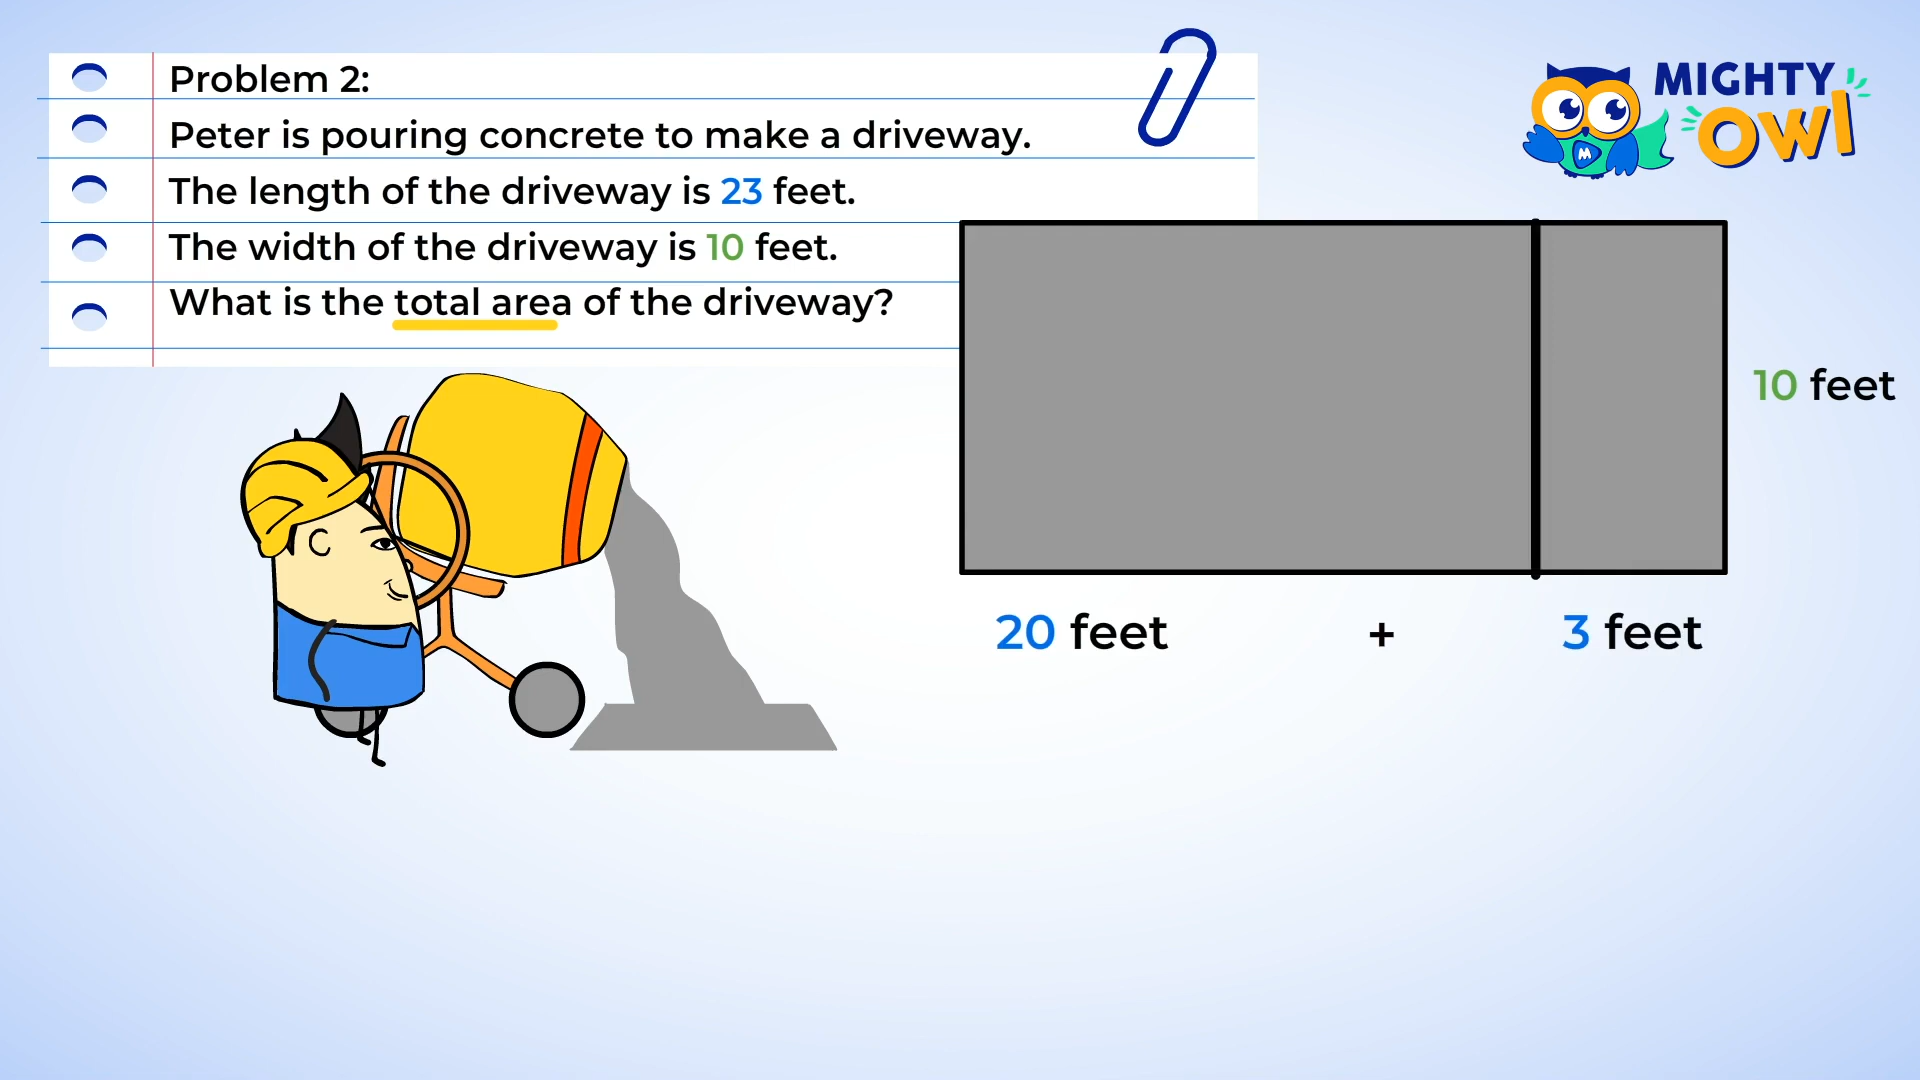 Problem 2:
Peter is pouring concrete to make a driveway.
The length of the driveway is 23 feet.
The width of the driveway is 10 feet.
What is the total area of the driveway?
MIGHTY
OWl
M
10 feet
20 feet + 3 feet